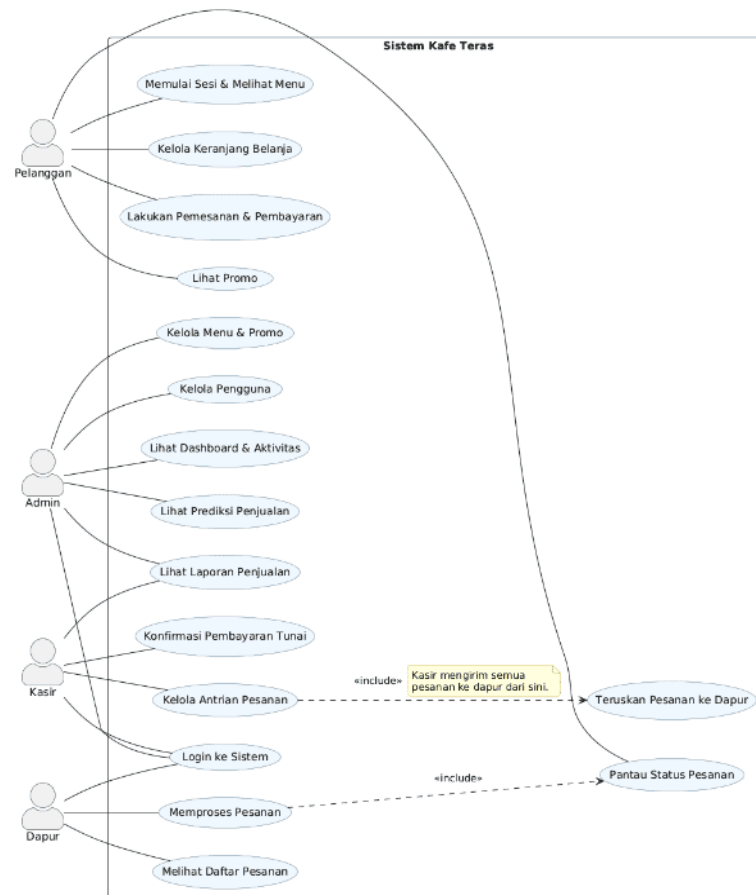 Sistem Kafe Teras
Memulai Sesi & Melihat Menu
Kelola Keranjang Belanja
Pelanggan
Lakukan Pemesanan & Pembayaran
Lihat Promo
Kelola Menu & Promo
Kelola Pengguna
Lihat Dashboard & Aktivitas
Admin
Lihat Prediksi Penjualan
Lihat Laporan Penjualan
Konfirmasi Pembayaran Tunai
Kasir
Kelola Antrian Pesanan
«include»
Kasir mengirim semua
pesanan ke dapur dari sini.
Teruskan Pesanan ke Dapur
Login ke Sistem
«include»
Pantau Status Pesanan
Memproses Pesanan
Dapur
Melihat Daftar Pesanan